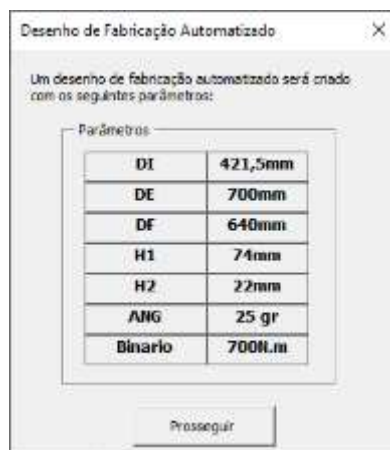 Desenho de Fabricação Automatizado
Um desenho de fabricação automatizado será criado
com os seguintes parâmetros:
Parâmetros
DI 421,5mm
DE 700mm
DF 640mm
H1 74mm
H2 22mm
ANG 25 gr
Binario 700N.m
Prosseguir